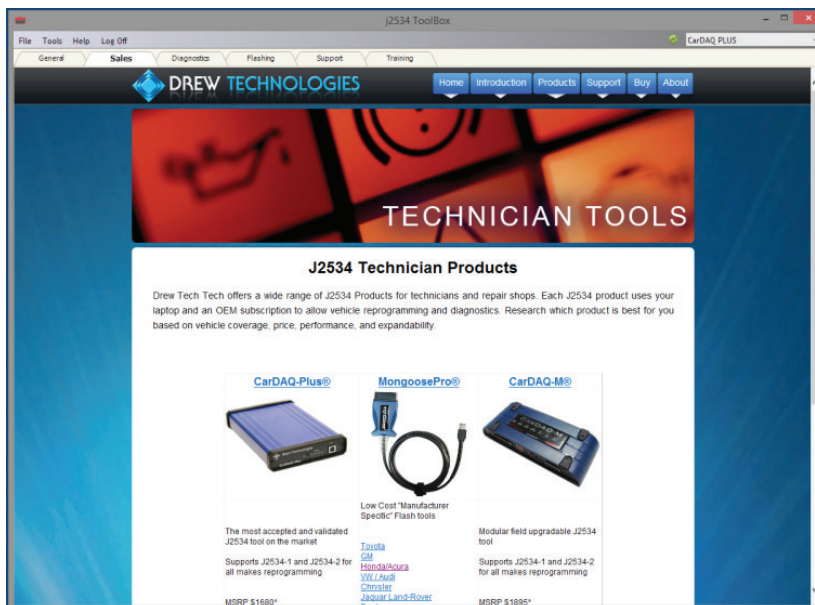 j2534 ToolBox
File Tools Help Log Off
CarDAQ PLUS
General Sales Diagnostics Flashing Support Training
DREW TECHNOLOGIES
Home Introduction Products Support Buy About
TECHNICIAN TOOLS
J2534 Technician Products
Drew Tech Tech offers a wide range of J2534 Products for technicians and repair shops. Each J2534 product uses your
laptop and an OEM subscription to allow vehicle reprogramming and diagnostics. Research which product is best for you
based on vehicle coverage, price, performance, and expandability.
CarDAQ-Plus® MongoosePro® CarDAQ-M®
CarDAQ-M
Low Cost "Manufacturer
Specific" Flash tools
The most accepted and validated
J2534 tool on the market
Supports J2534-1 and J2534-2 for
all makes reprogramming
MSRP $1680*
Toyota
GM
Honda/Acura
VW / Audi
Chrysler
Jaguar Land-Rover
Modular field upgradable J2534
tool
Supports J2534-1 and J2534-2
for all makes reprogramming
MSRP $1895*